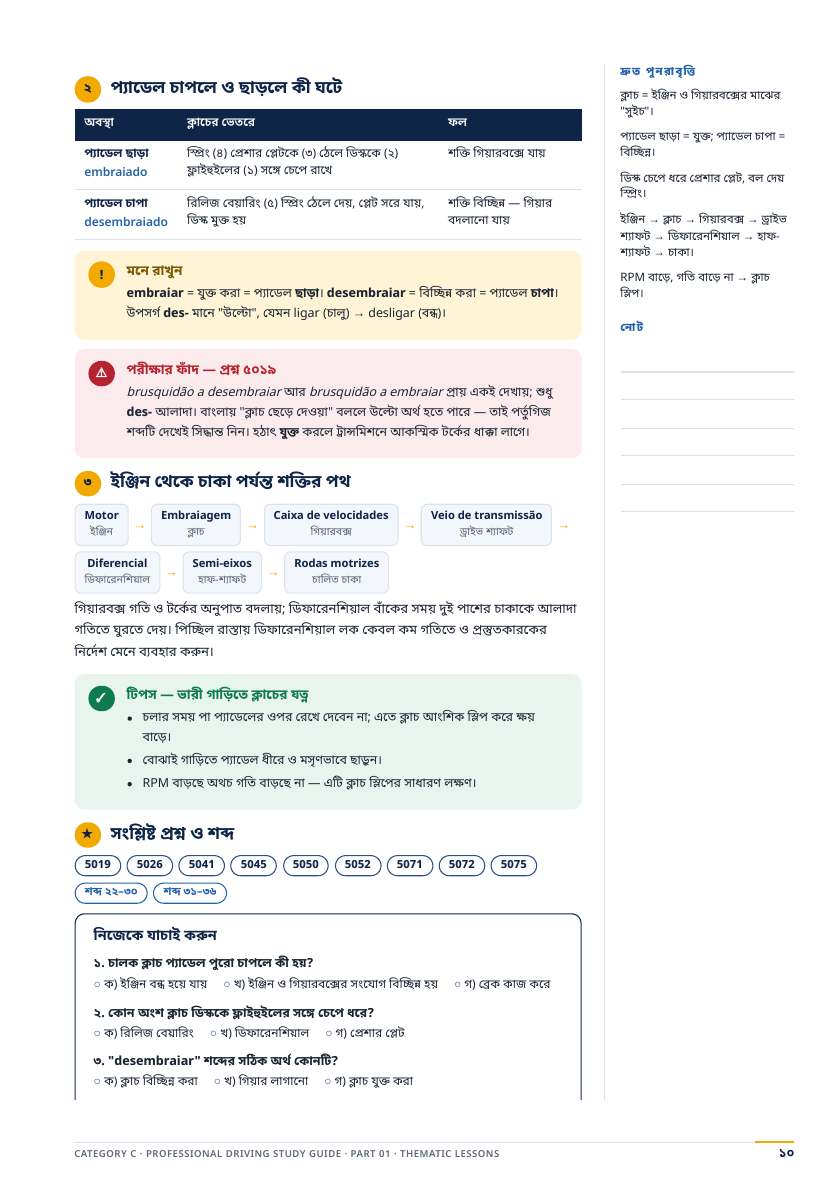 ২ প্যাডেল চাপলে ও ছাড়লে কী ঘটে
অবস্থা ক্লাচের ভেতরে ফল
প্যাডেল ছাড়া
embraiado
স্প্রিং (৪) প্রেশার প্লেটকে (৩) ঠেলে ডিস্ককে (২)
ফ্লাইহুইলের (১) সঙ্গে চেপে রাখে
শক্তি গিয়ারবক্সে যায়
প্যাডেল চাপা
desembraiado
রিলিজ বেয়ারিং (৫) স্প্রিং ঠেলে দেয়, প্লেট সরে যায়,
ডিস্ক মুক্ত হয়
শক্তি বিচ্ছিন্ন — গিয়ার
বদলানো যায়
! মনে রাখুন
embraiar = যুক্ত করা = প্যাডেল ছাড়া। desembraiar = বিচ্ছিন্ন করা = প্যাডেল চাপা।
উপসর্গ des- মানে "উল্টো", যেমন ligar (চালু) → desligar (বন্ধ)।
⚠ পরীক্ষার ফাঁদ — প্রশ্ন ৫০১৯
brusquidão a desembraiar আর brusquidão a embraiar প্রায় একই দেখায়; শুধু
des- আলাদা। বাংলায় "ক্লাচ ছেড়ে দেওয়া" বললে উল্টো অর্থ হতে পারে — তাই পর্তুগিজ
শব্দটি দেখেই সিদ্ধান্ত নিন। হঠাৎ যুক্ত করলে ট্রান্সমিশনে আকস্মিক টর্কের ধাক্কা লাগে।
৩ ইঞ্জিন থেকে চাকা পর্যন্ত শক্তির পথ
Motor → Embraiagem → Caixa de velocidades → Veio de transmissão →
ইঞ্জিন ক্লাচ গিয়ারবক্স ড্রাইভ শ্যাফট
Diferencial → Semi-eixos → Rodas motrizes
ডিফারেনশিয়াল হাফ-শ্যাফট চালিত চাকা
গিয়ারবক্স গতি ও টর্কের অনুপাত বদলায়; ডিফারেনশিয়াল বাঁকের সময় দুই পাশের চাকাকে আলাদা
গতিতে ঘুরতে দেয়। পিচ্ছিল রাস্তায় ডিফারেনশিয়াল লক কেবল কম গতিতে ও প্রস্তুতকারকের
নির্দেশ মেনে ব্যবহার করুন।
✓ টিপস — ভারী গাড়িতে ক্লাচের যত্ন
• চলার সময় পা প্যাডেলের ওপর রেখে দেবেন না; এতে ক্লাচ আংশিক স্লিপ করে ক্ষয়
বাড়ে।
• বোঝাই গাড়িতে প্যাডেল ধীরে ও মসৃণভাবে ছাড়ুন।
• RPM বাড়ছে অথচ গতি বাড়ছে না — এটি ক্লাচ স্লিপের সাধারণ লক্ষণ।
★ সংশ্লিষ্ট প্রশ্ন ও শব্দ
5019 5026 5041 5045 5050 5052 5071 5072 5075
শব্দ ২২–৩০ শব্দ ৩১–৩৬
নিজেকে যাচাই করুন
১. চালক ক্লাচ প্যাডেল পুরো চাপলে কী হয়?
○ ক) ইঞ্জিন বন্ধ হয়ে যায় ○ খ) ইঞ্জিন ও গিয়ারবক্সের সংযোগ বিচ্ছিন্ন হয় ○ গ) ব্রেক কাজ করে
২. কোন অংশ ক্লাচ ডিস্ককে ফ্লাইহুইলের সঙ্গে চেপে ধরে?
○ ক) রিলিজ বেয়ারিং ○ খ) ডিফারেনশিয়াল ○ গ) প্রেশার প্লেট
৩. "desembraiar" শব্দের সঠিক অর্থ কোনটি?
○ ক) ক্লাচ বিচ্ছিন্ন করা ○ খ) গিয়ার লাগানো ○ গ) ক্লাচ যুক্ত করা
দ্রুত পুনরাবৃত্তি
ক্লাচ = ইঞ্জিন ও গিয়ারবক্সের মাঝের
"সুইচ"।
প্যাডেল ছাড়া = যুক্ত; প্যাডেল চাপা =
বিচ্ছিন্ন।
ডিস্ক চেপে ধরে প্রেশার প্লেট, বল দেয়
স্প্রিং।
ইঞ্জিন → ক্লাচ → গিয়ারবক্স → ড্রাইভ
শ্যাফট → ডিফারেনশিয়াল → হাফ-
শ্যাফট → চাকা।
RPM বাড়ে, গতি বাড়ে না → ক্লাচ
স্লিপ।
নোট
CATEGORY C · PROFESSIONAL DRIVING STUDY GUIDE · PART 01 · THEMATIC LESSONS ১০